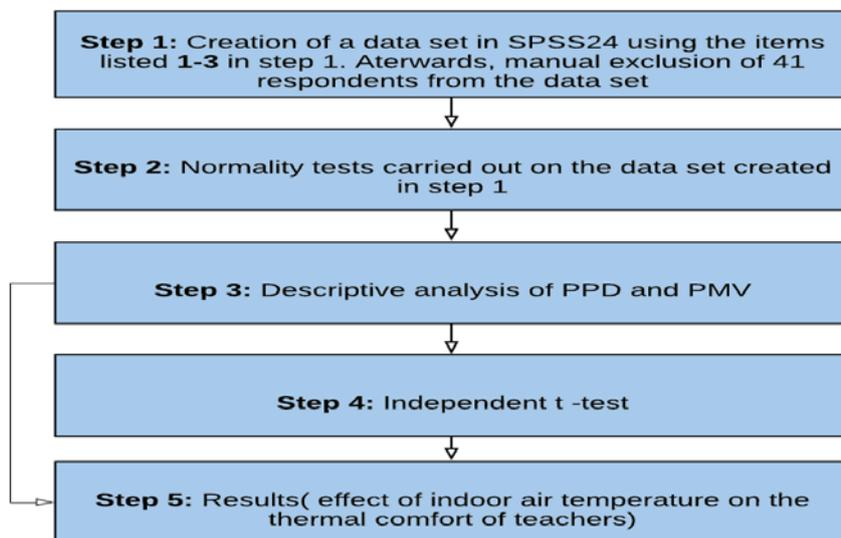 Step 1: Creation of a data set in SPSS24 using the items
listed 1-3 in step 1. Aterwards, manual exclusion of 41
respondents from the data set
Step 2: Normality tests carried out on the data set created
in step 1
Step 3: Descriptive analysis of PPD and PMV
Step 4: Independent t -test
Step 5: Results( effect of indoor air temperature on the
thermal comfort of teachers)